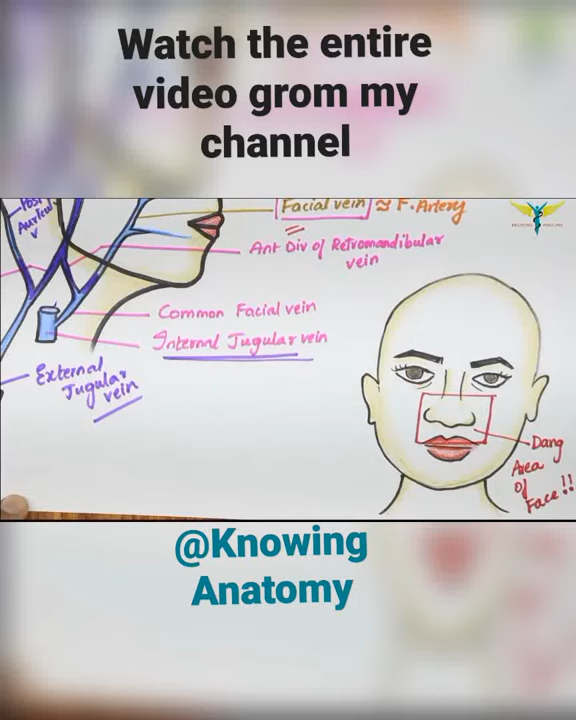 Watch the entire
video grom my
channel
Post
Auricul
V
Facial vein ≈ F. Artery
Ant Div of Retromandibular
vein
Common Facial vein
Internal Jugular vein
External
Jugular
vein
Dang
Area
of
Face!!
@Knowing
Anatomy